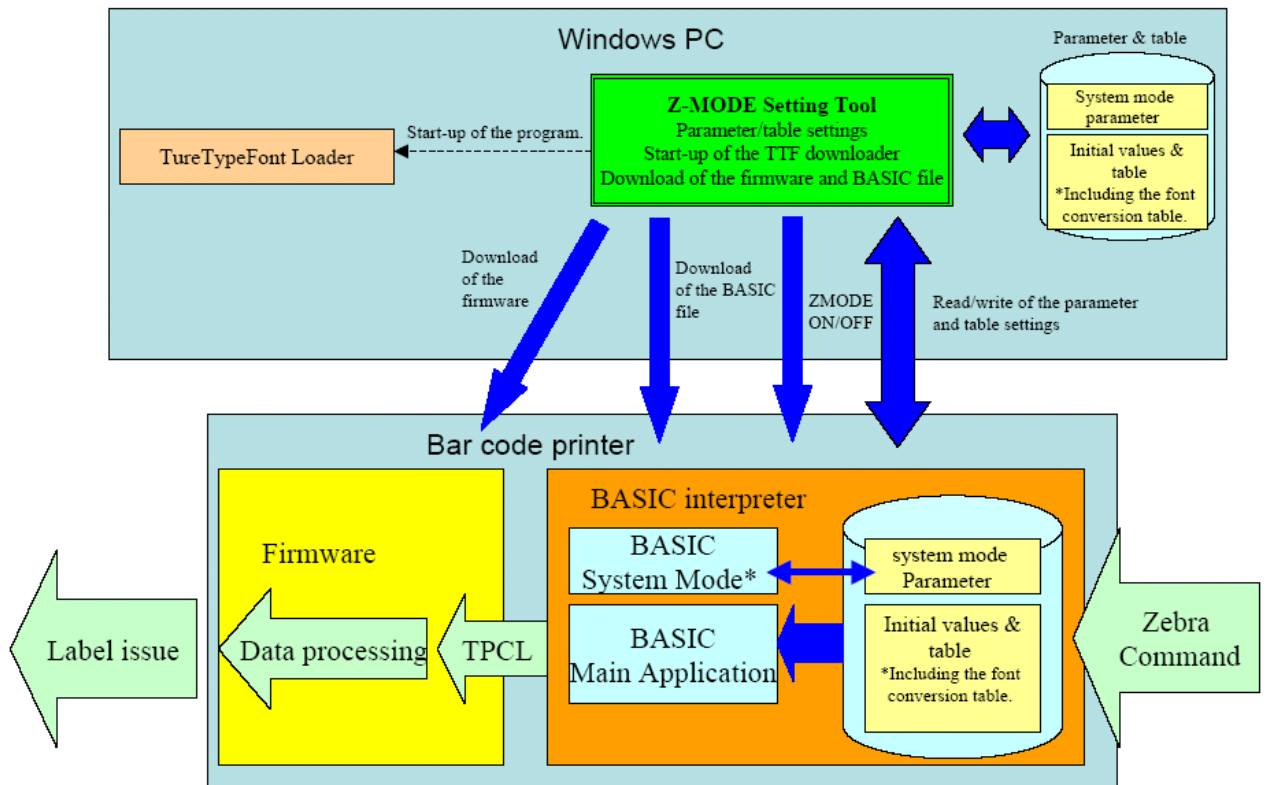 Windows PC
Parameter & table
Z-MODE Setting Tool
Parameter/table settings
Start-up of the TTF downloader
Download of the firmware and BASIC file
System mode
parameter
Initial values &
table
*Including the font
conversion table.
Start-up of the program.
TureTypeFont Loader
Download
of the
firmware
Download
of the BASIC
file
ZMODE
ON/OFF
Read/write of the parameter
and table settings
Bar code printer
Firmware
BASIC interpreter
BASIC
System Mode*
system mode
Parameter
BASIC
Main Application
Initial values &
table
*Including the font
conversion table.
Label issue
Data processing
TPCL
Zebra
Command